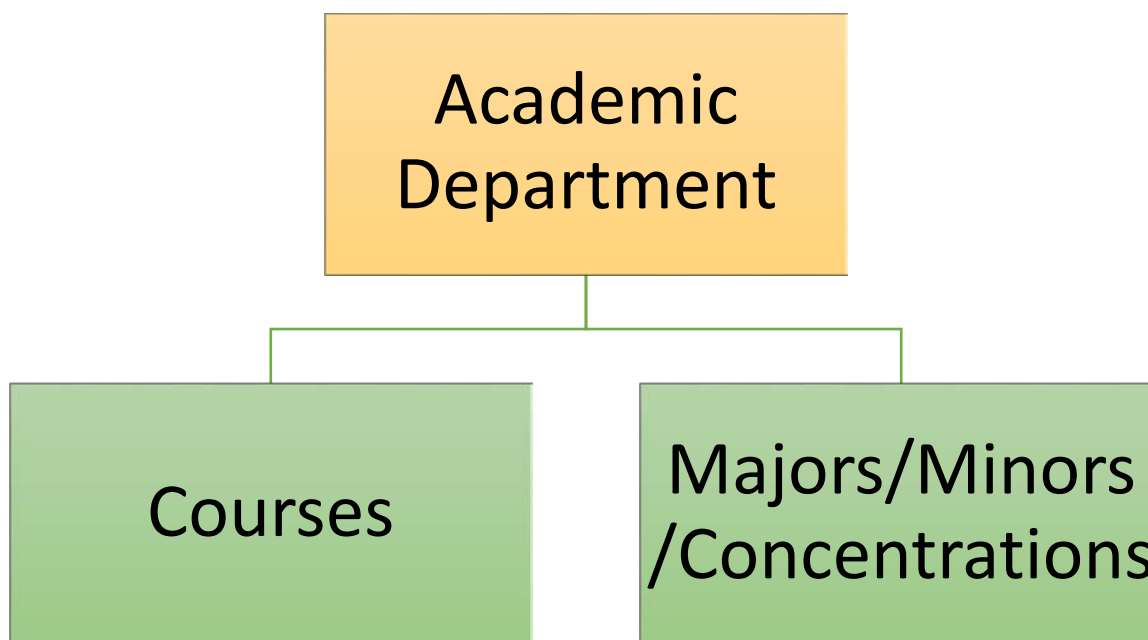 Academic
Department
Courses
Majors/Minors
/Concentrations